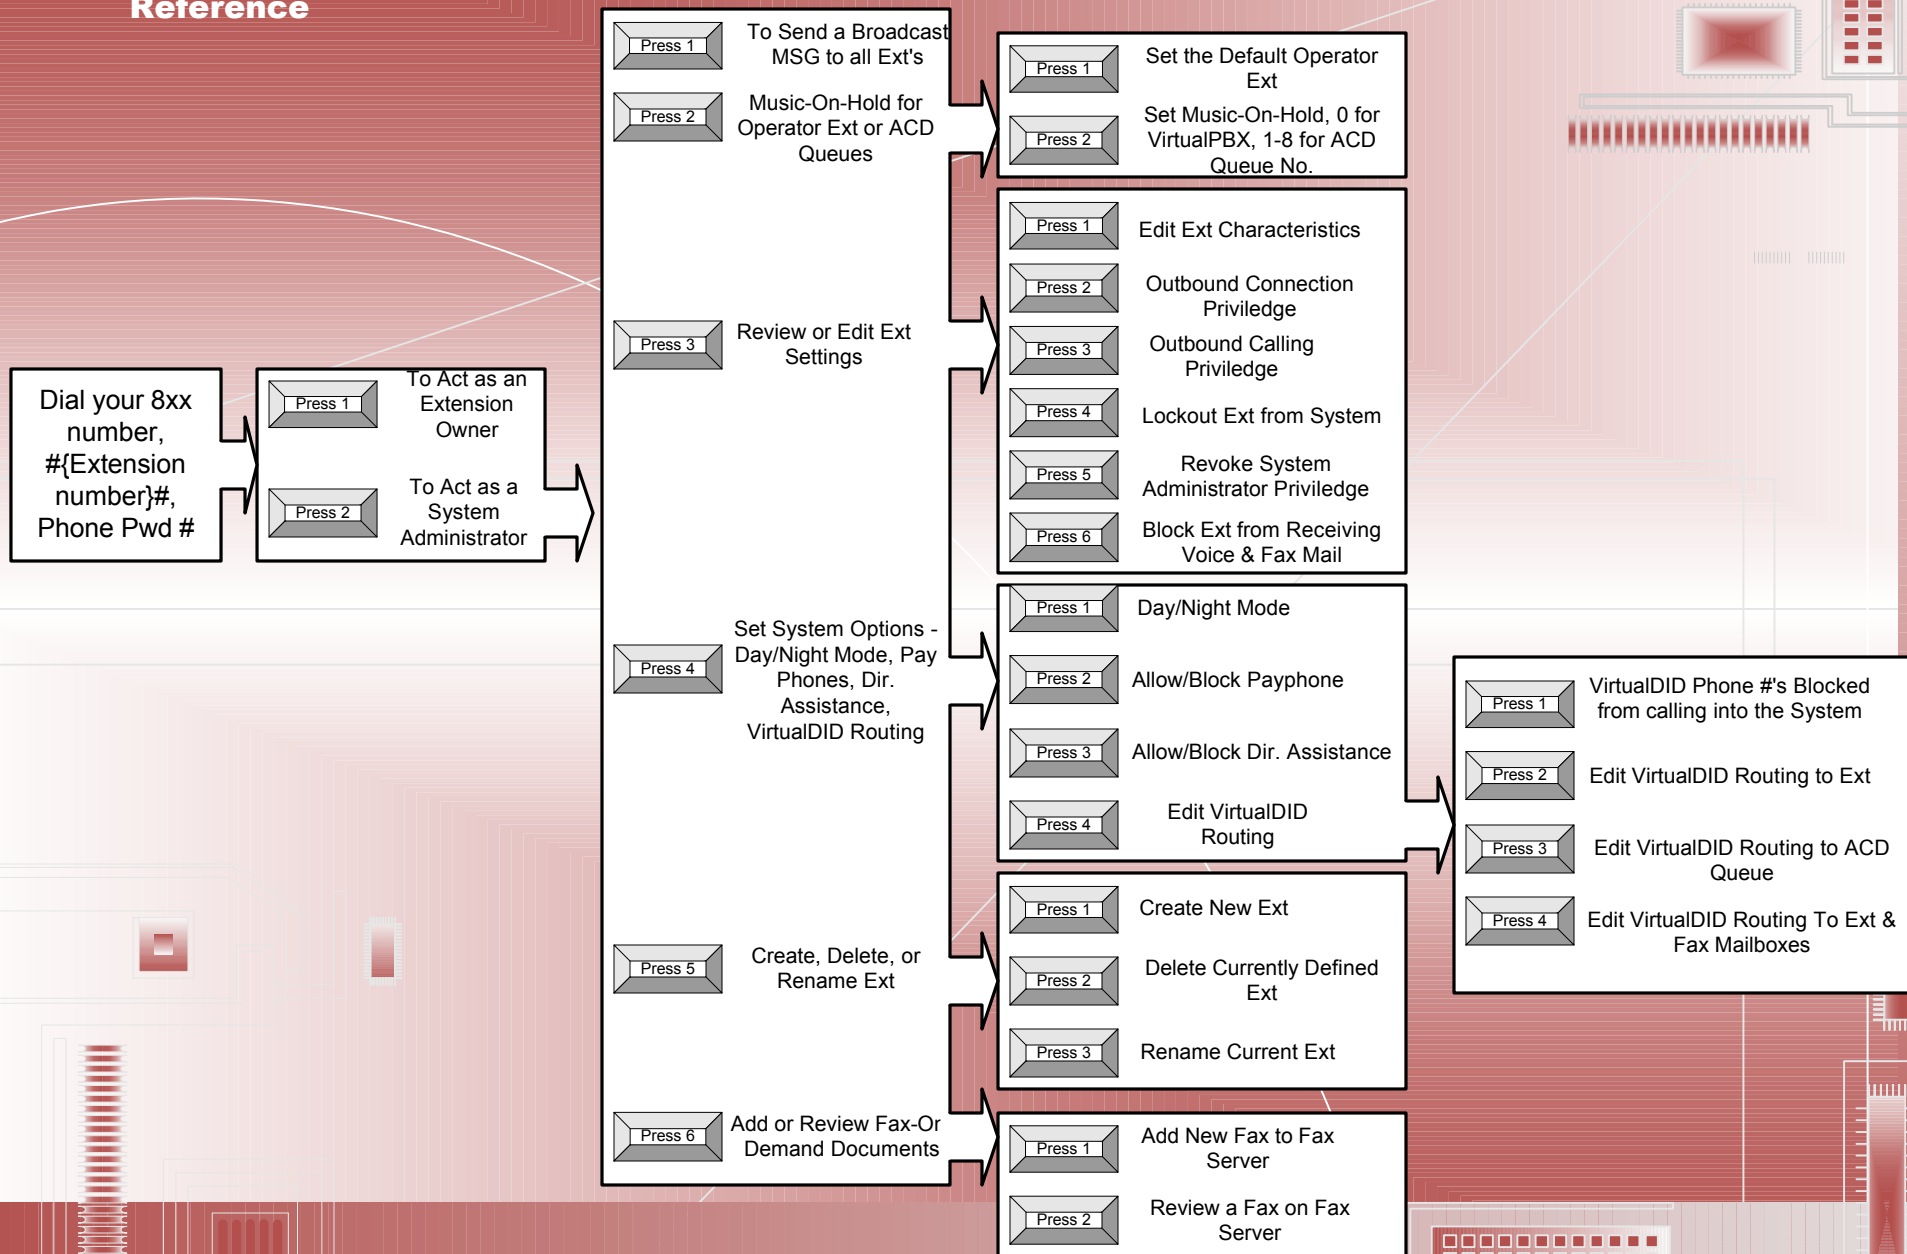 Reference
Dial your 8xx
number,
#{Extension
number}#,
Phone Pwd #
Press 1
To Act as an
Extension
Owner
Press 2
To Act as a
System
Administrator
Press 1
To Send a Broadcast
MSG to all Ext's
Press 2
Music-On-Hold for
Operator Ext or ACD
Queues
Press 3
Review or Edit Ext
Settings
Press 4
Set System Options -
Day/Night Mode, Pay
Phones, Dir.
Assistance,
VirtualDID Routing
Press 5
Create, Delete, or
Rename Ext
Press 6
Add or Review Fax-Or
Demand Documents
Press 1
Set the Default Operator
Ext
Press 2
Set Music-On-Hold, 0 for
VirtualPBX, 1-8 for ACD
Queue No.
Press 1
Edit Ext Characteristics
Press 2
Outbound Connection
Priviledge
Press 3
Outbound Calling
Priviledge
Press 4
Lockout Ext from System
Press 5
Revoke System
Administrator Priviledge
Press 6
Block Ext from Receiving
Voice & Fax Mail
Press 1
Day/Night Mode
Press 2
Allow/Block Payphone
Press 3
Allow/Block Dir. Assistance
Press 4
Edit VirtualDID
Routing
Press 1
VirtualDID Phone #'s Blocked
from calling into the System
Press 2
Edit VirtualDID Routing to Ext
Press 3
Edit VirtualDID Routing to ACD
Queue
Press 4
Edit VirtualDID Routing To Ext &
Fax Mailboxes
Press 1
Create New Ext
Press 2
Delete Currently Defined
Ext
Press 3
Rename Current Ext
Press 1
Add New Fax to Fax
Server
Press 2
Review a Fax on Fax
Server